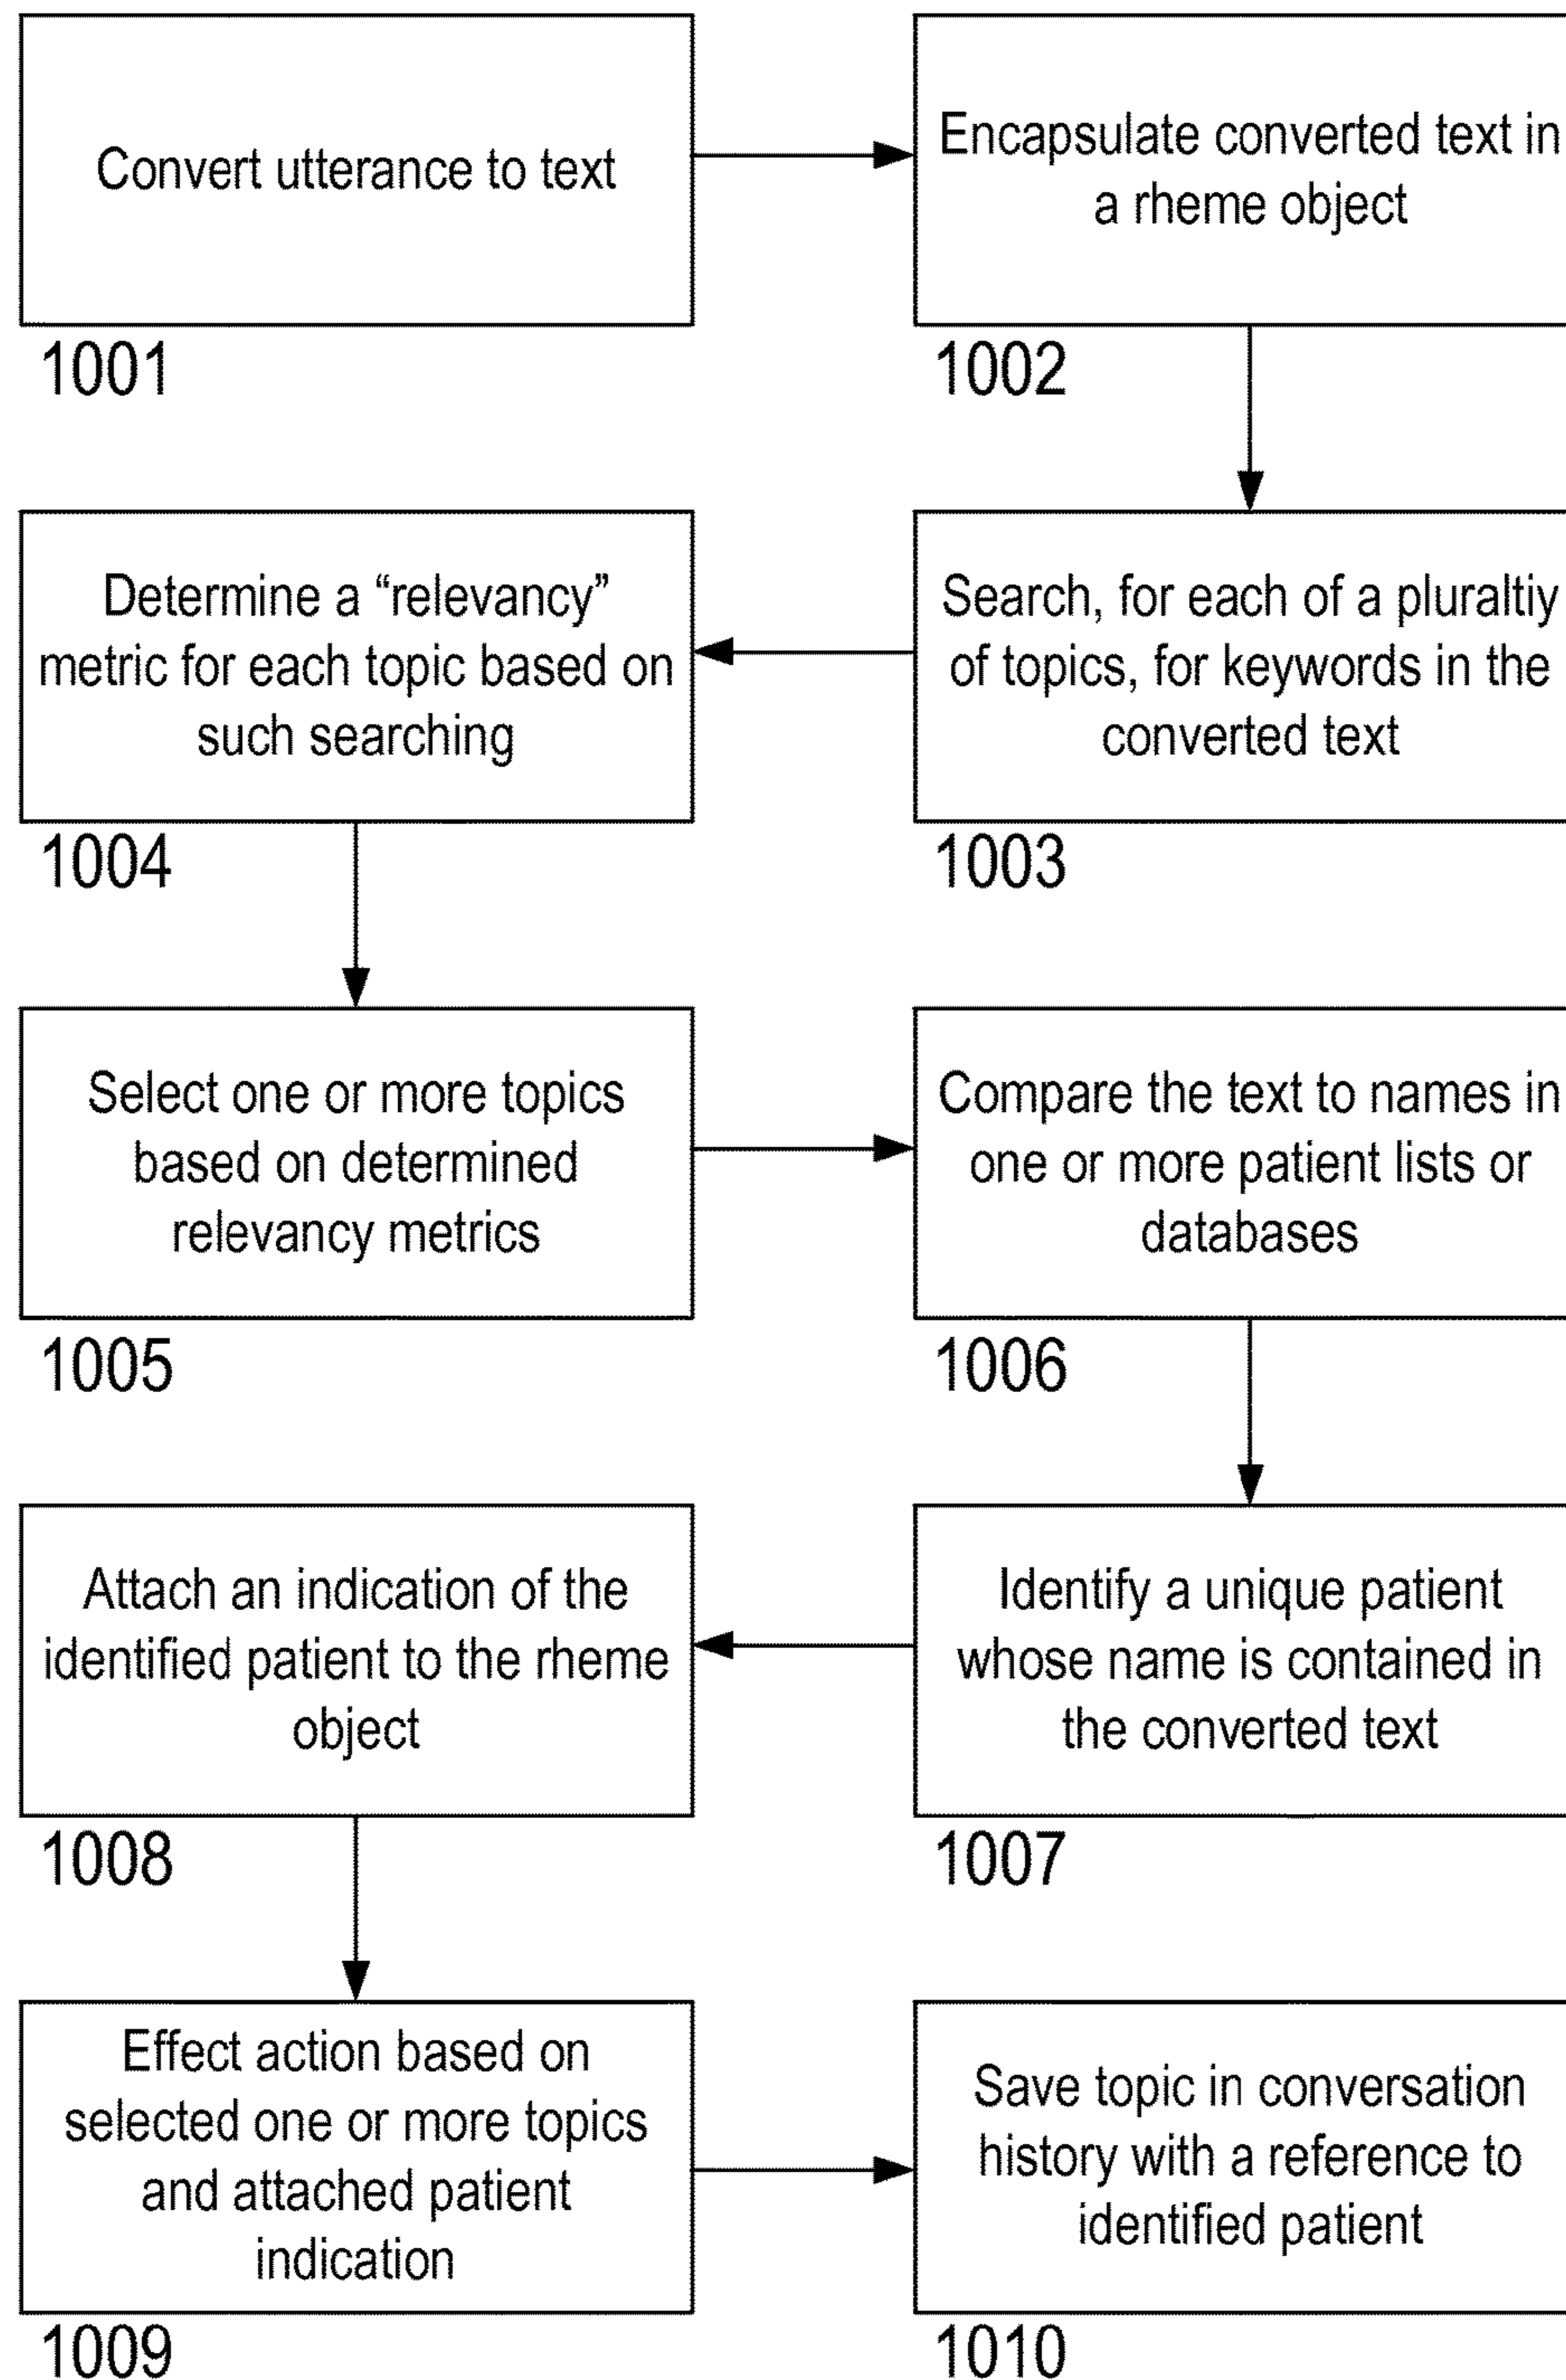 Convert utterance to text
1001
Encapsulate converted text in
a rheme object
1002
Search, for each of a pluraltiy
of topics, for keywords in the
converted text
1003
Determine a “relevancy”
metric for each topic based on
such searching
1004
Select one or more topics
based on determined
relevancy metrics
1005
Compare the text to names in
one or more patient lists or
databases
1006
Identify a unique patient
whose name is contained in
the converted text
1007
Attach an indication of the
identified patient to the rheme
object
1008
Effect action based on
selected one or more topics
and attached patient
indication
1009
Save topic in conversation
history with a reference to
identified patient
1010